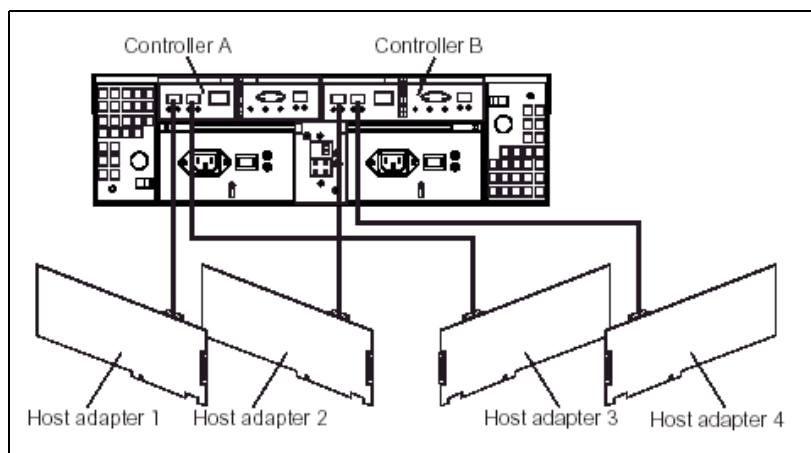 Controller A
Controller B
Host adapter 1
Host adapter 2
Host adapter 3
Host adapter 4